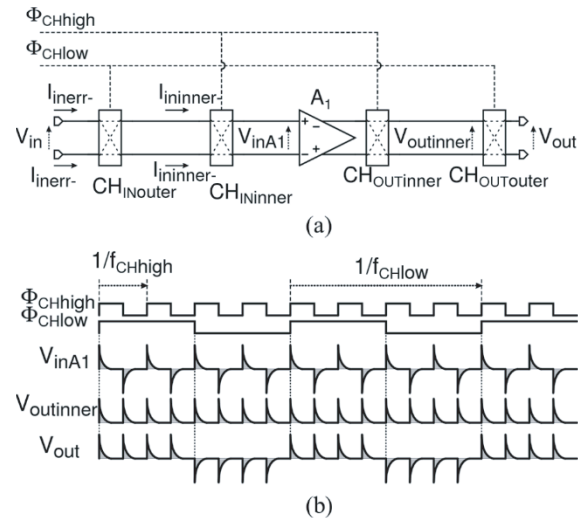 ΦCHhigh
ΦCHlow
Iinerr- Iininner- A1
Vin VinA1 Voutinner Vout
+ −
− +
Iinerr- Iininner-
CHINouter CHINinner CHOUTinner CHOUTouter
(a)
1/fCHhigh 1/fCHlow
ΦCHhigh
ΦCHlow
VinA1
Voutinner
Vout
(b)